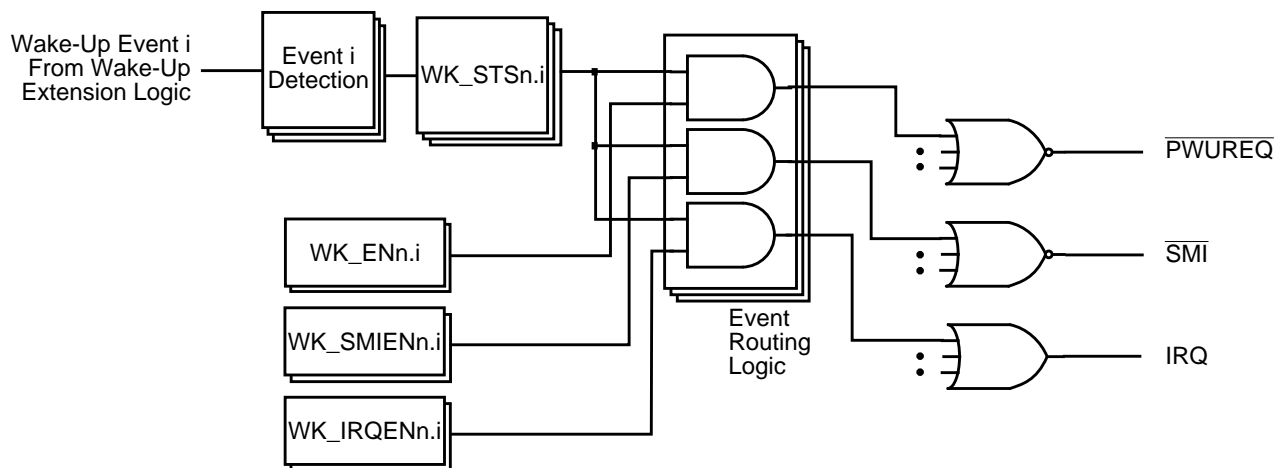 Wake-Up Event i
From Wake-Up
Extension Logic
Event i
Detection
WK_STSn.i
WK_ENn.i
WK_SMIENn.i
WK_IRQENn.i
Event
Routing
Logic
PWUREQ
SMI
IRQ